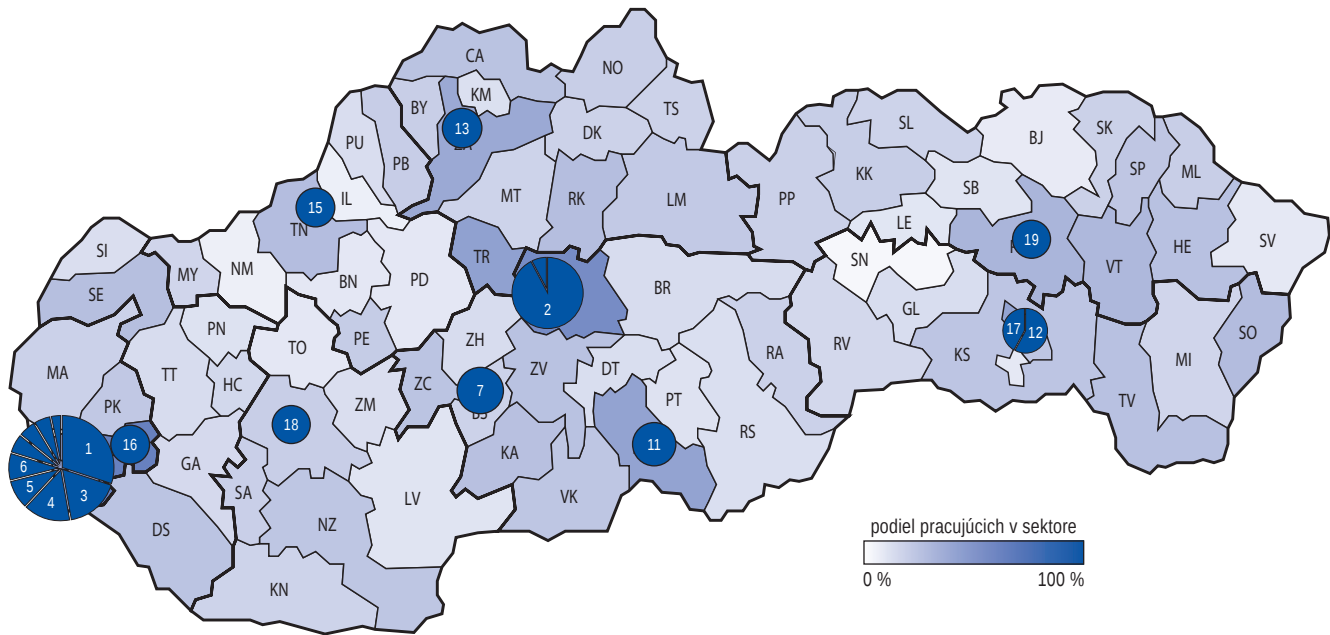 CA
NO
KM
BY
TS
13
DK
PU
PB
IL
15
TN
MT
RK
LM
PP
SL
KK
BJ
SK
SP
ML
SB
LE
19
SV
HE
VT
SI
MY
NM
SE
BN
PD
TR
2
BR
SN
GL
PN
PE
TO
ZH
MA
TT
HC
ZC
ZV
DT
RA
RV
KS
17
12
SO
MI
PK
ZM
7
PT
TV
18
11
RS
16
1
GA
KA
6
5
4
3
SA
LV
VK
DS
NZ
KN
podiel pracujúcich v sektore
0 %
100 %